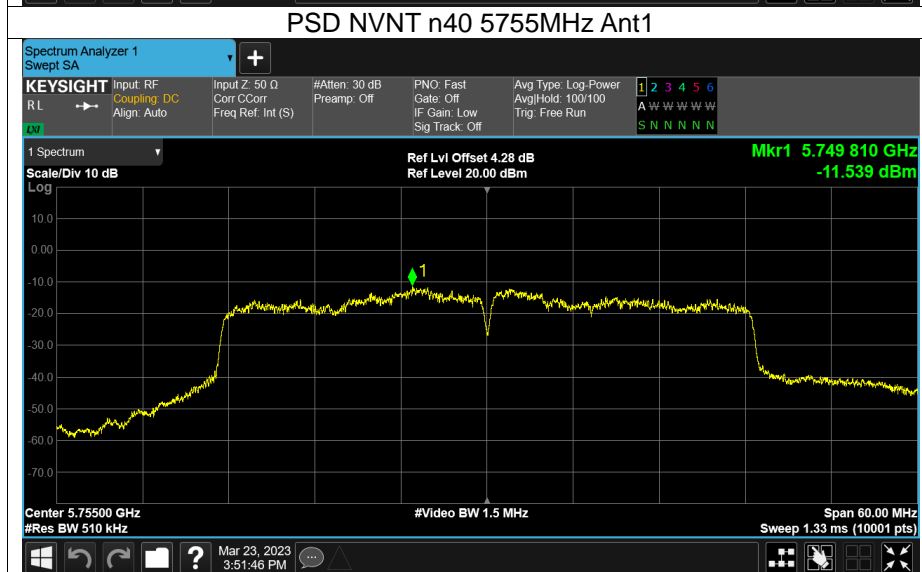 PSD NVNT n40 5755MHz Ant1
Spectrum Analyzer 1
Swept SA
+
KEYSIGHT Input: RF Input Z: 50 Ω #Atten: 30 dB PNO: Fast Avg Type: Log-Power 1 2 3 4 5 6
RL Coupling: DC Corr CCorr Preamp: Off Gate: Off Avg|Hold: 100/100 A W W W W W
Align: Auto Freq Ref: Int (S) IF Gain: Low Trig: Free Run
LXI Sig Track: Off S N N N N N
1 Spectrum Ref Lvl Offset 4.28 dB Mkr1 5.749 810 GHz
Scale/Div 10 dB Ref Level 20.00 dBm -11.539 dBm
Log
10.0
0.00
1
-10.0
-20.0
-30.0
-40.0
-50.0
-60.0
-70.0
Center 5.75500 GHz #Video BW 1.5 MHz Span 60.00 MHz
#Res BW 510 kHz Sweep 1.33 ms (10001 pts)
? Mar 23, 2023
3:51:46 PM